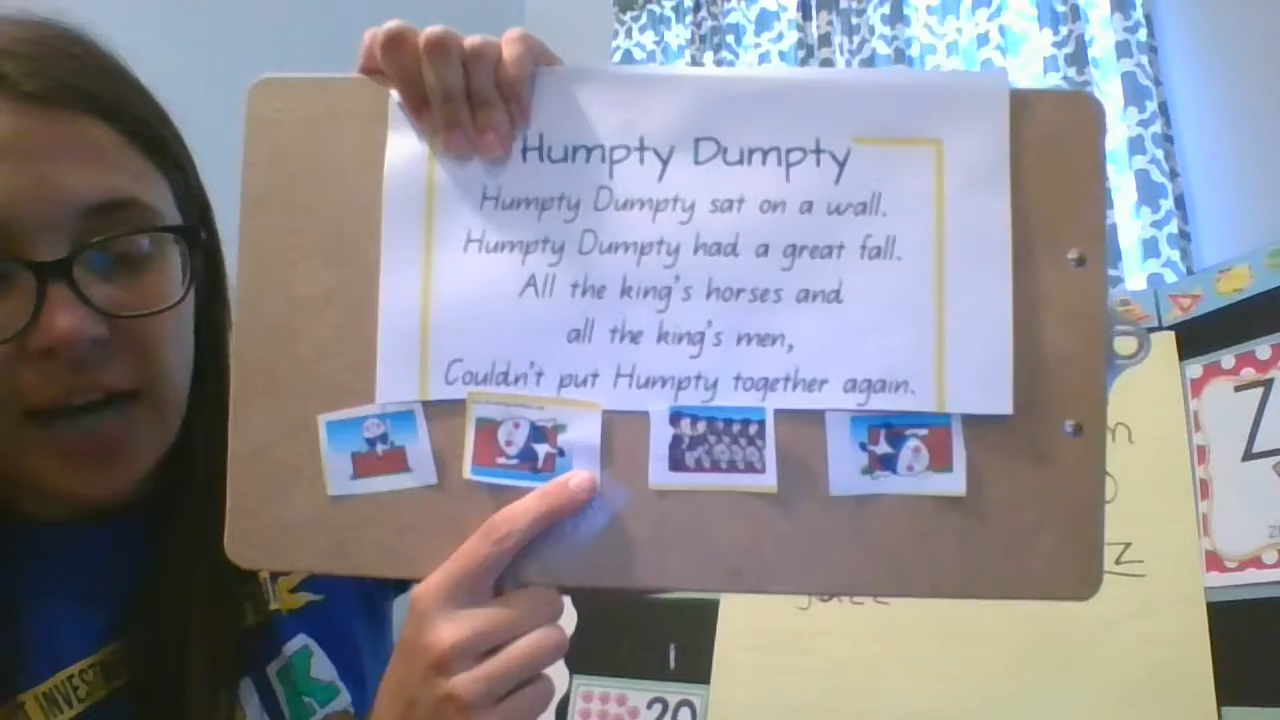 Humpty Dumpty
Humpty Dumpty sat on a wall.
Humpty Dumpty had a great fall.
All the king's horses and
all the king's men,
Couldn't put Humpty together again.
Z
n
z
K
20